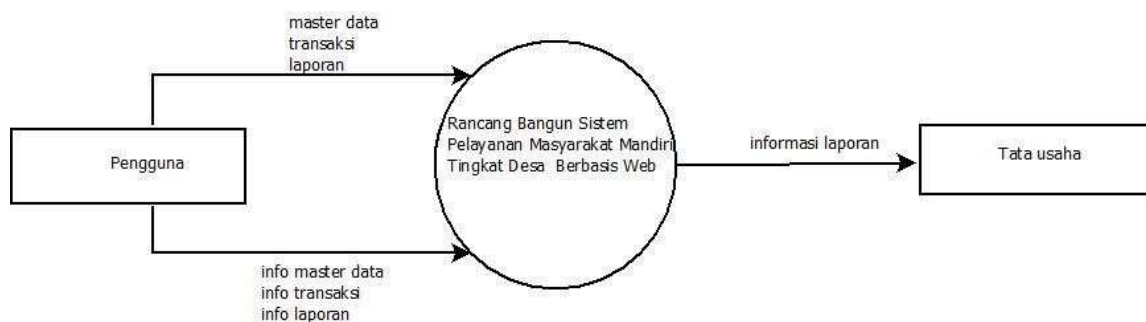 master data
transaksi
laporan
Pengguna
Rancang Bangun Sistem
Pelayanan Masyarakat Mandiri
Tingkat Desa Berbasis Web
informasi laporan
Tata usaha
info master data
info transaksi
info laporan